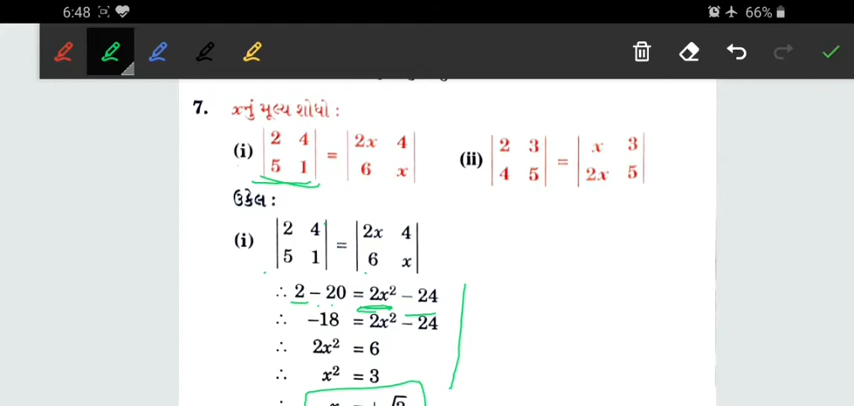 6:48 66%
7. xનું મૂલ્ય શોધો :
(i) |2 4; 5 1| = |2x 4; 6 x| (ii) |2 3; 4 5| = |x 3; 2x 5|
ઉકેલ :
(i) |2 4; 5 1| = |2x 4; 6 x|
∴ 2 – 20 = 2x² – 24
∴ –18 = 2x² – 24
∴ 2x² = 6
∴ x² = 3